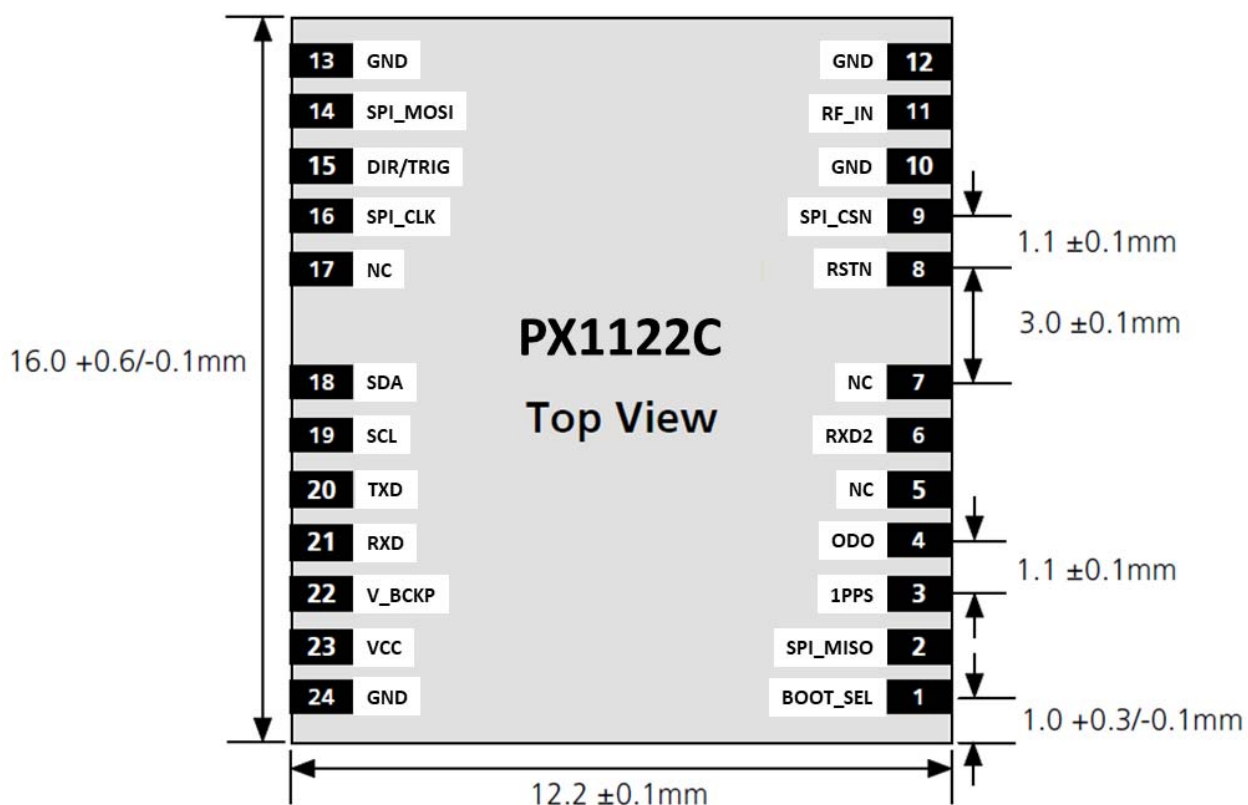 13 GND
GND 12
14 SPI_MOSI
RF_IN 11
15 DIR/TRIG
GND 10
16 SPI_CLK
SPI_CSN 9
1.1 ±0.1mm
17 NC
RSTN 8
3.0 ±0.1mm
PX1122C
16.0 +0.6/-0.1mm
18 SDA
NC 7
Top View
19 SCL
RXD2 6
20 TXD
NC 5
21 RXD
ODO 4
1.1 ±0.1mm
22 V_BCKP
1PPS 3
23 VCC
SPI_MISO 2
24 GND
BOOT_SEL 1
1.0 +0.3/-0.1mm
12.2 ±0.1mm